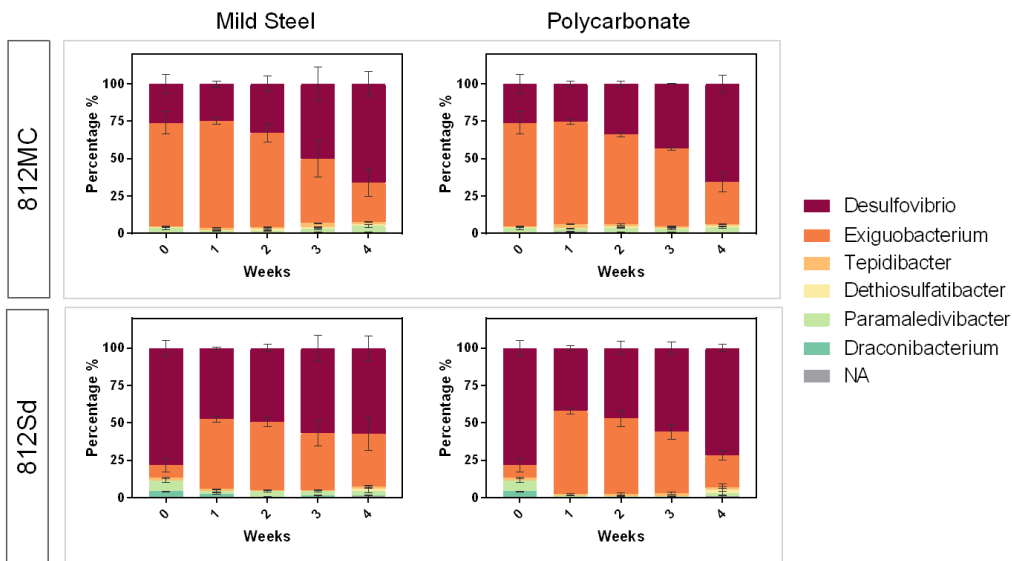 Mild Steel
Polycarbonate
812MC
Percentage %
100
75
50
25
0
0 1 2 3 4
Weeks
Percentage %
100
75
50
25
0
0 1 2 3 4
Weeks
812Sd
Percentage %
100
75
50
25
0
0 1 2 3 4
Weeks
Percentage %
100
75
50
25
0
0 1 2 3 4
Weeks
Desulfovibrio
Exiguobacterium
Tepidibacter
Dethiosulfatibacter
Paramaledivibacter
Draconibacterium
NA